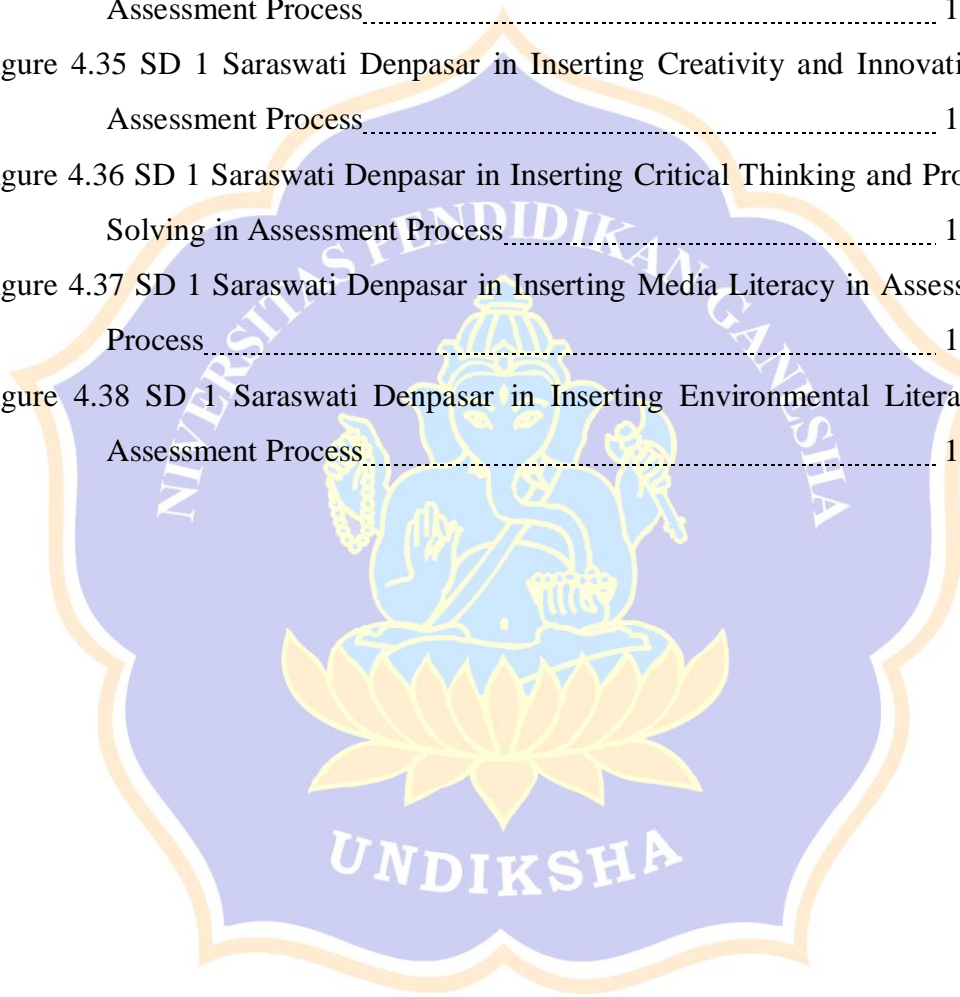 Assessment Process 1
gure 4.35 SD 1 Saraswati Denpasar in Inserting Creativity and Innovati
Assessment Process 1
gure 4.36 SD 1 Saraswati Denpasar in Inserting Critical Thinking and Pro
Solving in Assessment Process 1
gure 4.37 SD 1 Saraswati Denpasar in Inserting Media Literacy in Assess
Process 1
gure 4.38 SD 1 Saraswati Denpasar in Inserting Environmental Litera
Assessment Process 1
NIVERSITAS PENDIDIKAN GANESHA
UNDIKSHA